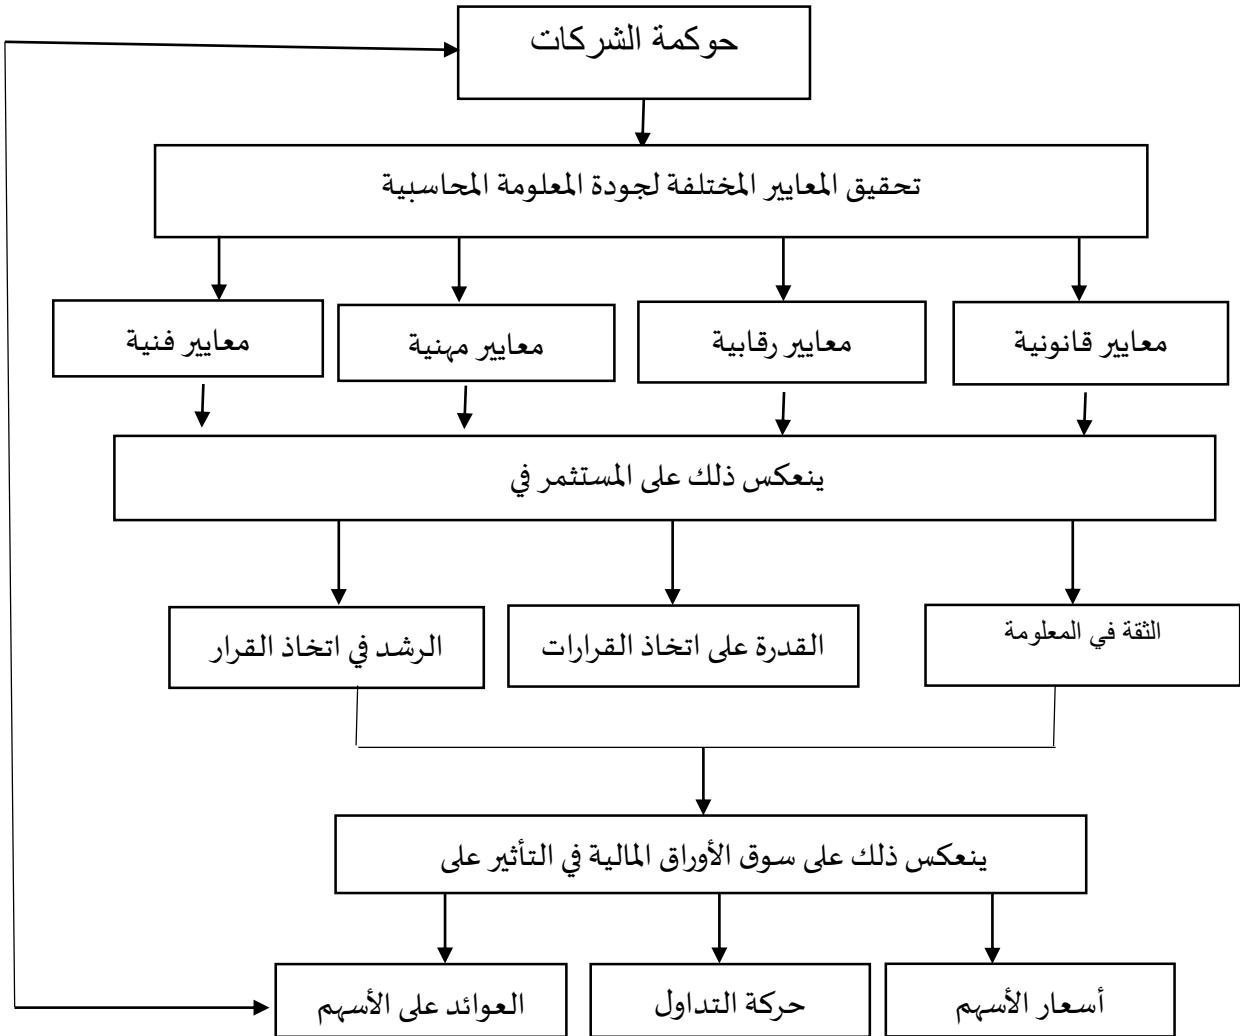 حوكمة الشركات
تحقيق المعايير المختلفة لجودة المعلومة المحاسبية
معايير قانونية
معايير رقابية
معايير مهنية
معايير فنية
ينعكس ذلك على المستثمر في
الثقة في المعلومة
القدرة على اتخاذ القرارات
الرشد في اتخاذ القرار
ينعكس ذلك على سوق الأوراق المالية في التأثير على
أسعار الأسهم
حركة التداول
العوائد على الأسهم